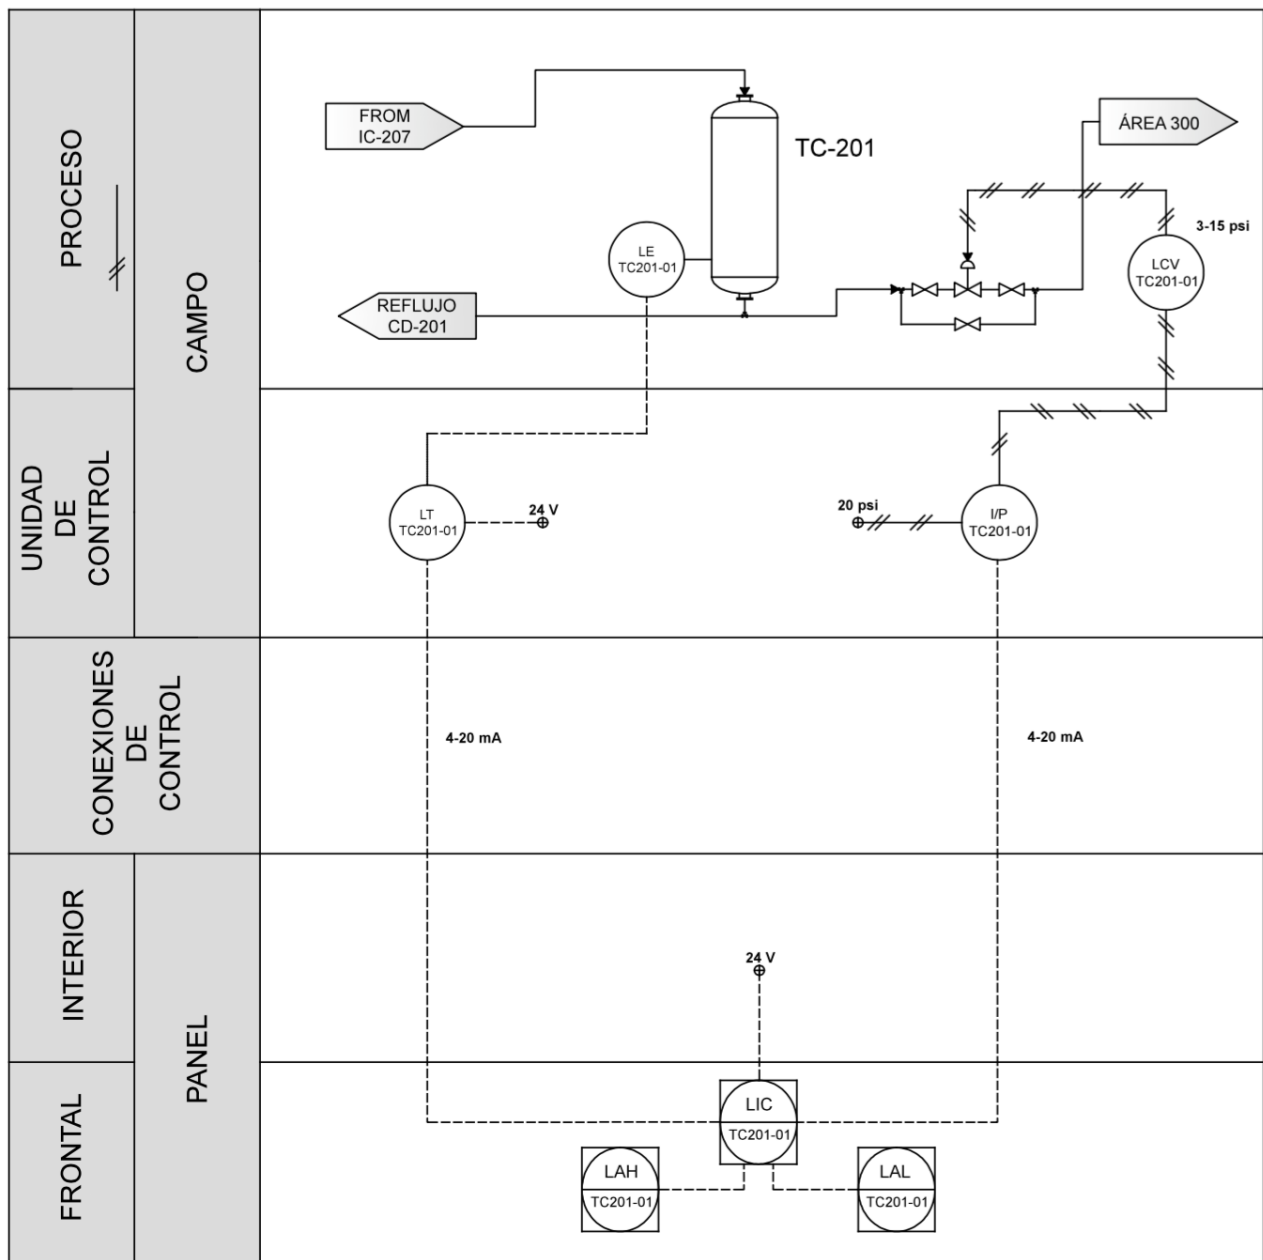 PROCESO
CAMPO
FROM
IC-207
TC-201
ÁREA 300
LE
TC201-01
3-15 psi
LCV
TC201-01
REFLUJO
CD-201
UNIDAD
DE
CONTROL
LT
TC201-01
24 V
20 psi
I/P
TC201-01
CONEXIONES
DE
CONTROL
4-20 mA
4-20 mA
INTERIOR
PANEL
24 V
FRONTAL
LIC
TC201-01
LAH
TC201-01
LAL
TC201-01